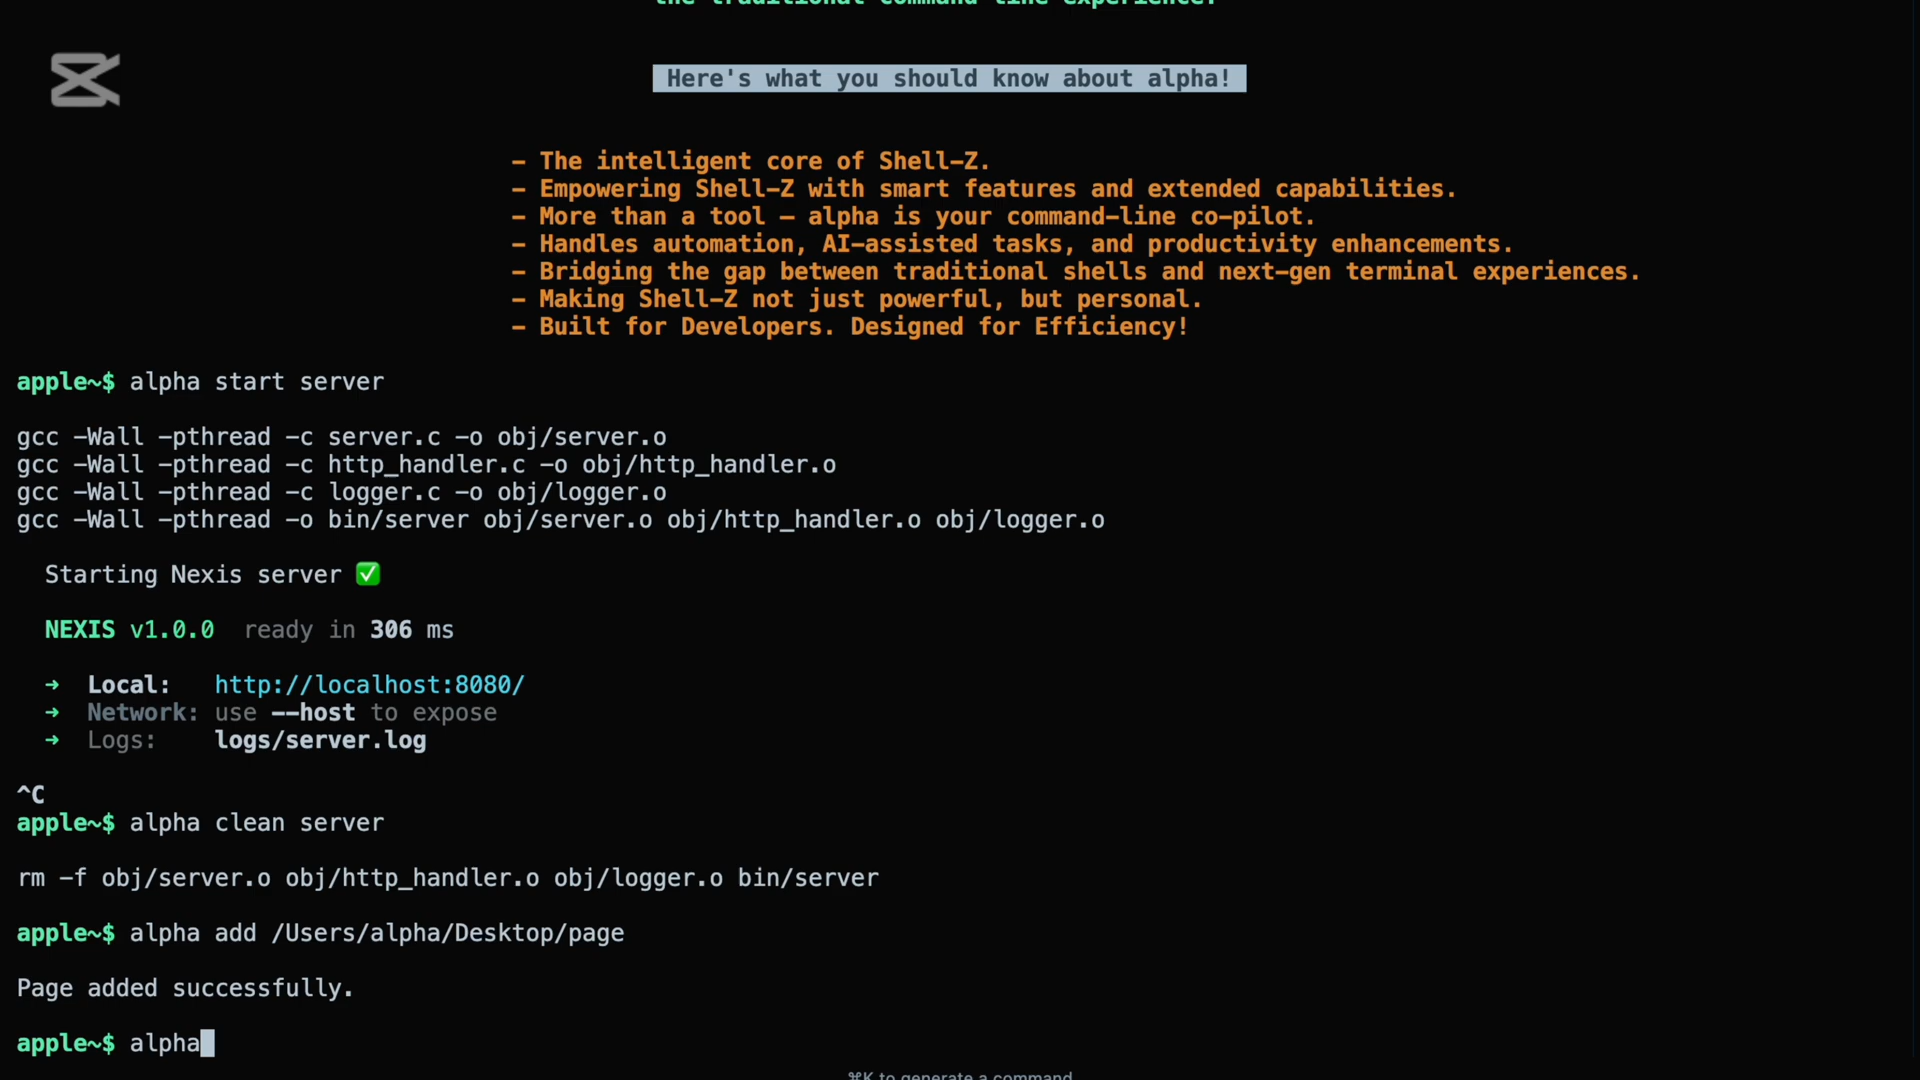 the traditional command-line experience.
Here's what you should know about alpha!
– The intelligent core of Shell-Z.
– Empowering Shell-Z with smart features and extended capabilities.
– More than a tool – alpha is your command-line co-pilot.
– Handles automation, AI-assisted tasks, and productivity enhancements.
– Bridging the gap between traditional shells and next-gen terminal experiences.
– Making Shell-Z not just powerful, but personal.
– Built for Developers. Designed for Efficiency!
apple~$ alpha start server
gcc -Wall -pthread -c server.c -o obj/server.o
gcc -Wall -pthread -c http_handler.c -o obj/http_handler.o
gcc -Wall -pthread -c logger.c -o obj/logger.o
gcc -Wall -pthread -o bin/server obj/server.o obj/http_handler.o obj/logger.o
Starting Nexis server ✅
NEXIS v1.0.0 ready in 306 ms
➜ Local: http://localhost:8080/
➜ Network: use --host to expose
➜ Logs: logs/server.log
^C
apple~$ alpha clean server
rm -f obj/server.o obj/http_handler.o obj/logger.o bin/server
apple~$ alpha add /Users/alpha/Desktop/page
Page added successfully.
apple~$ alpha
⌘K to generate a command